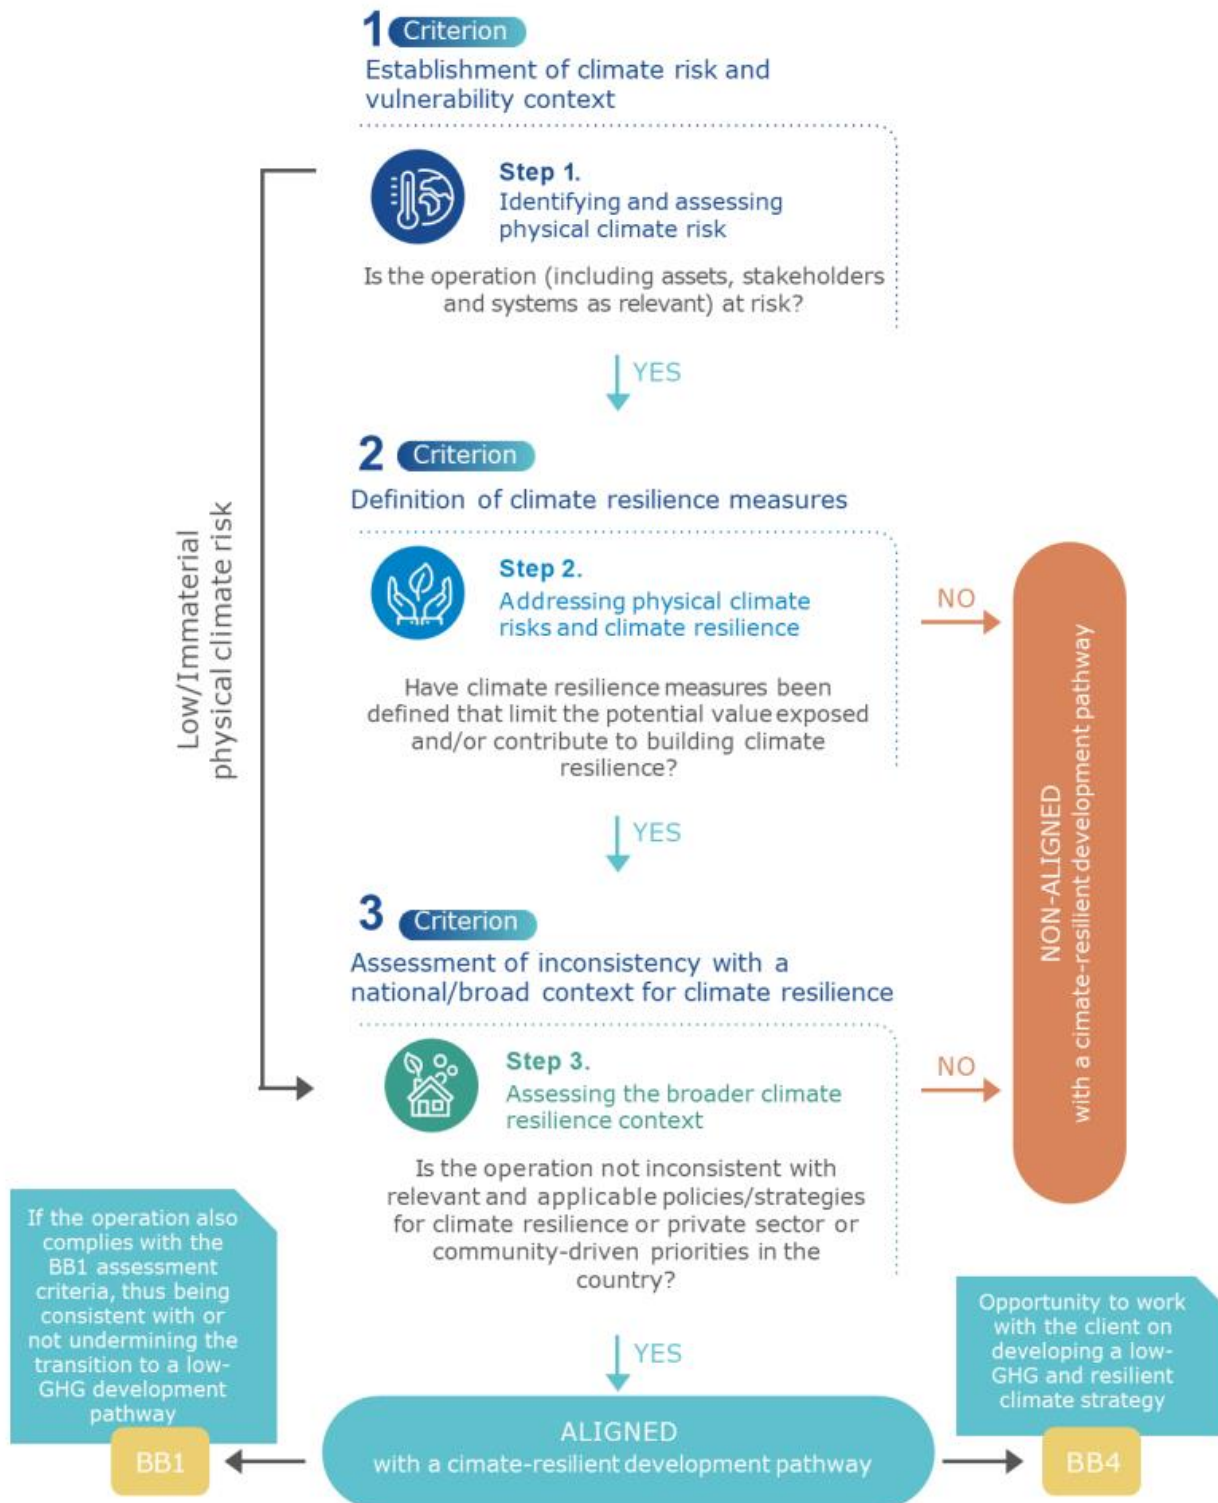 1 Criterion
Establishment of climate risk and
vulnerability context
Step 1.
Identifying and assessing
physical climate risk
Is the operation (including assets, stakeholders
and systems as relevant) at risk?
YES
Low/Immaterial
physical climate risk
2 Criterion
Definition of climate resilience measures
Step 2.
Addressing physical climate
risks and climate resilience
Have climate resilience measures been
defined that limit the potential value exposed
and/or contribute to building climate
resilience?
NO
YES
NON-ALIGNED
with a cimate-resilient development pathway
3 Criterion
Assessment of inconsistency with a
national/broad context for climate resilience
Step 3.
Assessing the broader climate
resilience context
Is the operation not inconsistent with
relevant and applicable policies/strategies
for climate resilience or private sector or
community-driven priorities in the
country?
NO
YES
If the operation also
complies with the
BB1 assessment
criteria, thus being
consistent with or
not undermining the
transition to a low-
GHG development
pathway
BB1
ALIGNED
with a cimate-resilient development pathway
Opportunity to work
with the client on
developing a low-
GHG and resilient
climate strategy
BB4